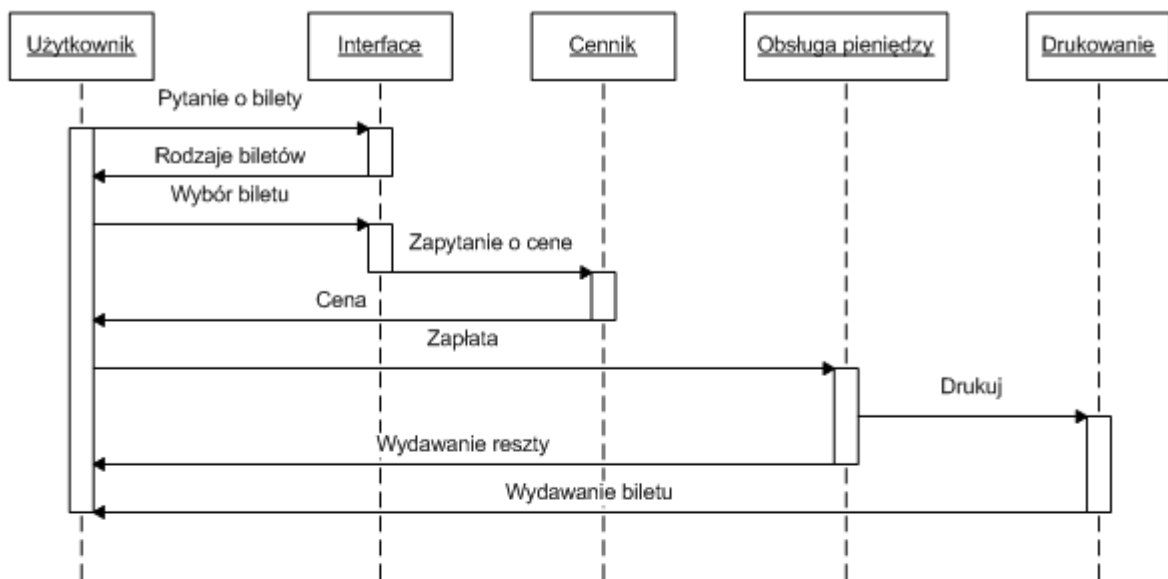 Użytkownik
Interface
Cennik
Obsługa pieniędzy
Drukowanie
Pytanie o bilety
Rodzaje biletów
Wybór biletu
Zapytanie o cene
Cena
Zapłata
Drukuj
Wydawanie reszty
Wydawanie biletu